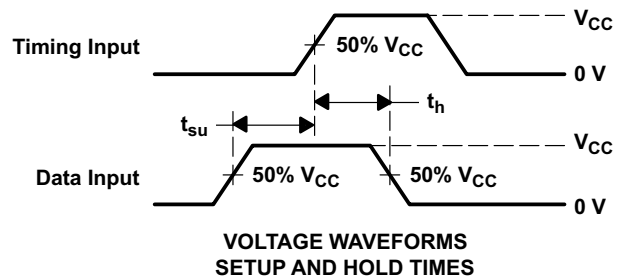 V_CC
Timing Input
50% V_CC
0 V
t_h
t_su
V_CC
Data Input
50% V_CC
50% V_CC
0 V
VOLTAGE WAVEFORMS
SETUP AND HOLD TIMES